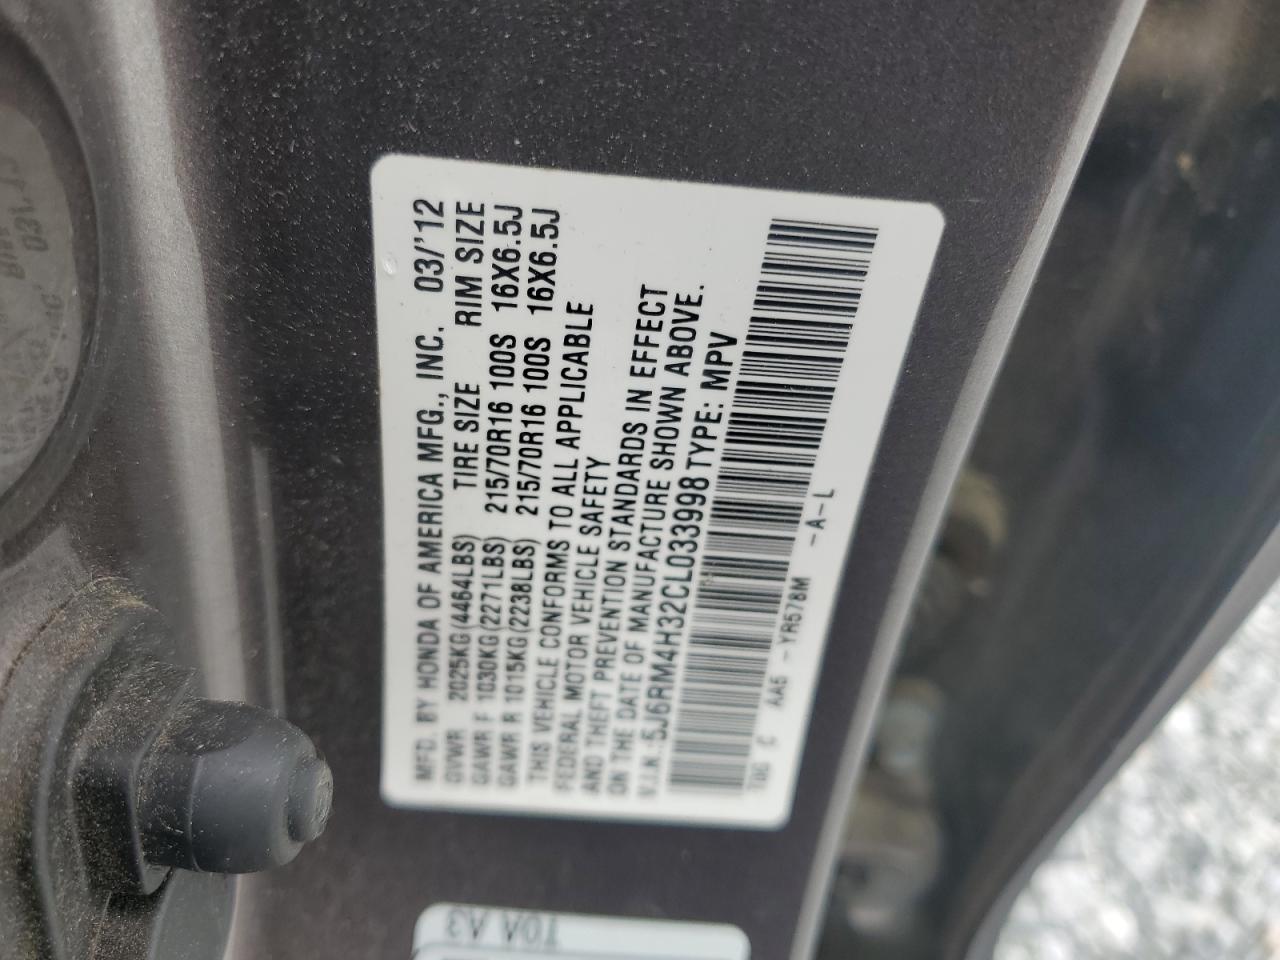 MFD. BY HONDA OF AMERICA MFG., INC. 03/'12
GVWR 2025KG(4464LBS) TIRE SIZE RIM SIZE
GAWR F 1030KG(2271LBS) 215/70R16 100S 16X6.5J
GAWR R 1015KG(2238LBS) 215/70R16 100S 16X6.5J
THIS VEHICLE CONFORMS TO ALL APPLICABLE
FEDERAL MOTOR VEHICLE SAFETY
AND THEFT PREVENTION STANDARDS IN EFFECT
ON THE DATE OF MANUFACTURE SHOWN ABOVE.
V.I.N.:5J6RM4H32CL033998 TYPE: MPV
T0G C AA5 -YR578M -A-L
T0A A3